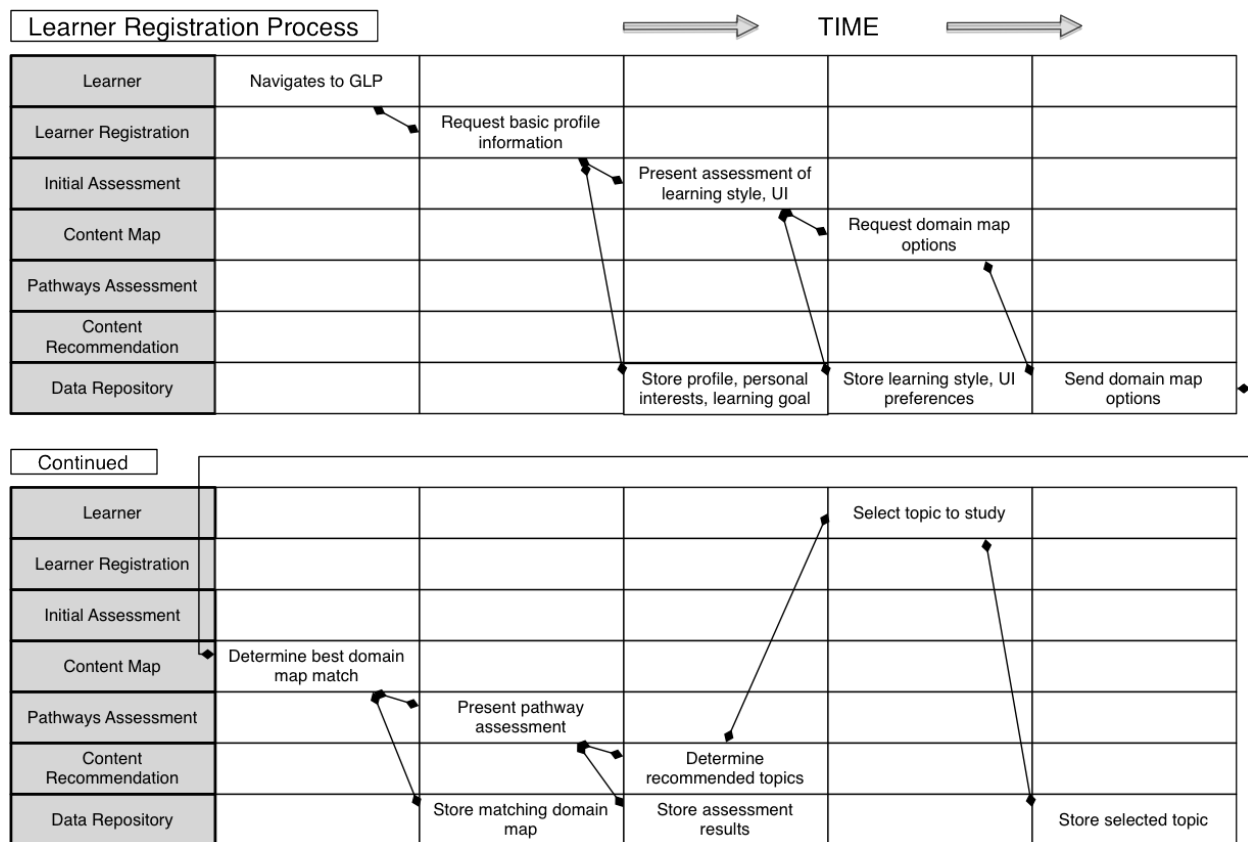 Learner Registration Process
TIME
Learner
Navigates to GLP
Learner Registration
Request basic profile
information
Initial Assessment
Present assessment of
learning style, UI
Content Map
Request domain map
options
Pathways Assessment
Content
Recommendation
Data Repository
Store profile, personal
interests, learning goal
Store learning style, UI
preferences
Send domain map
options
Continued
Learner
Select topic to study
Learner Registration
Initial Assessment
Content Map
Determine best domain
map match
Pathways Assessment
Present pathway
assessment
Content
Recommendation
Determine
recommended topics
Data Repository
Store matching domain
map
Store assessment
results
Store selected topic